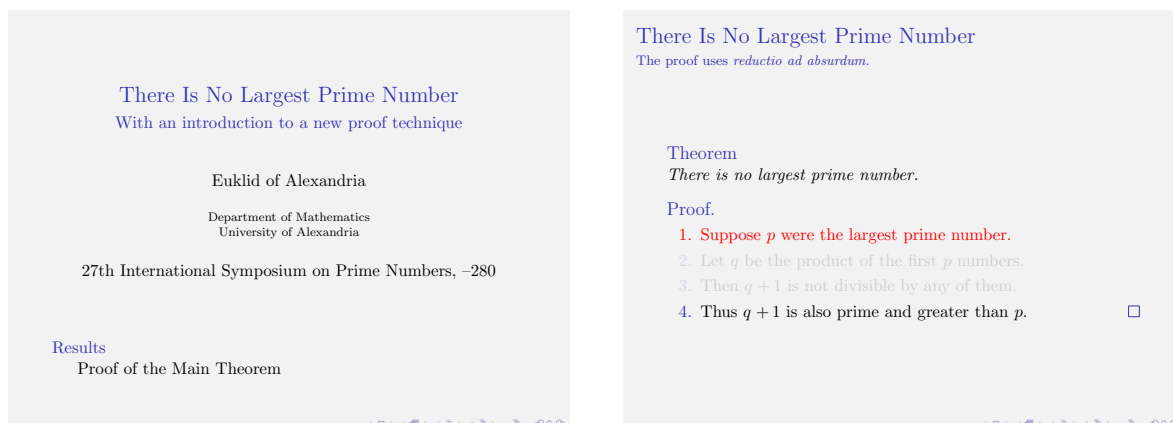 There Is No Largest Prime Number
With an introduction to a new proof technique
Euklid of Alexandria
Department of Mathematics
University of Alexandria
27th International Symposium on Prime Numbers, –280
Results
Proof of the Main Theorem
There Is No Largest Prime Number
The proof uses reductio ad absurdum.
Theorem
There is no largest prime number.
Proof.
1. Suppose p were the largest prime number.
2. Let q be the product of the first p numbers.
3. Then q + 1 is not divisible by any of them.
4. Thus q + 1 is also prime and greater than p.